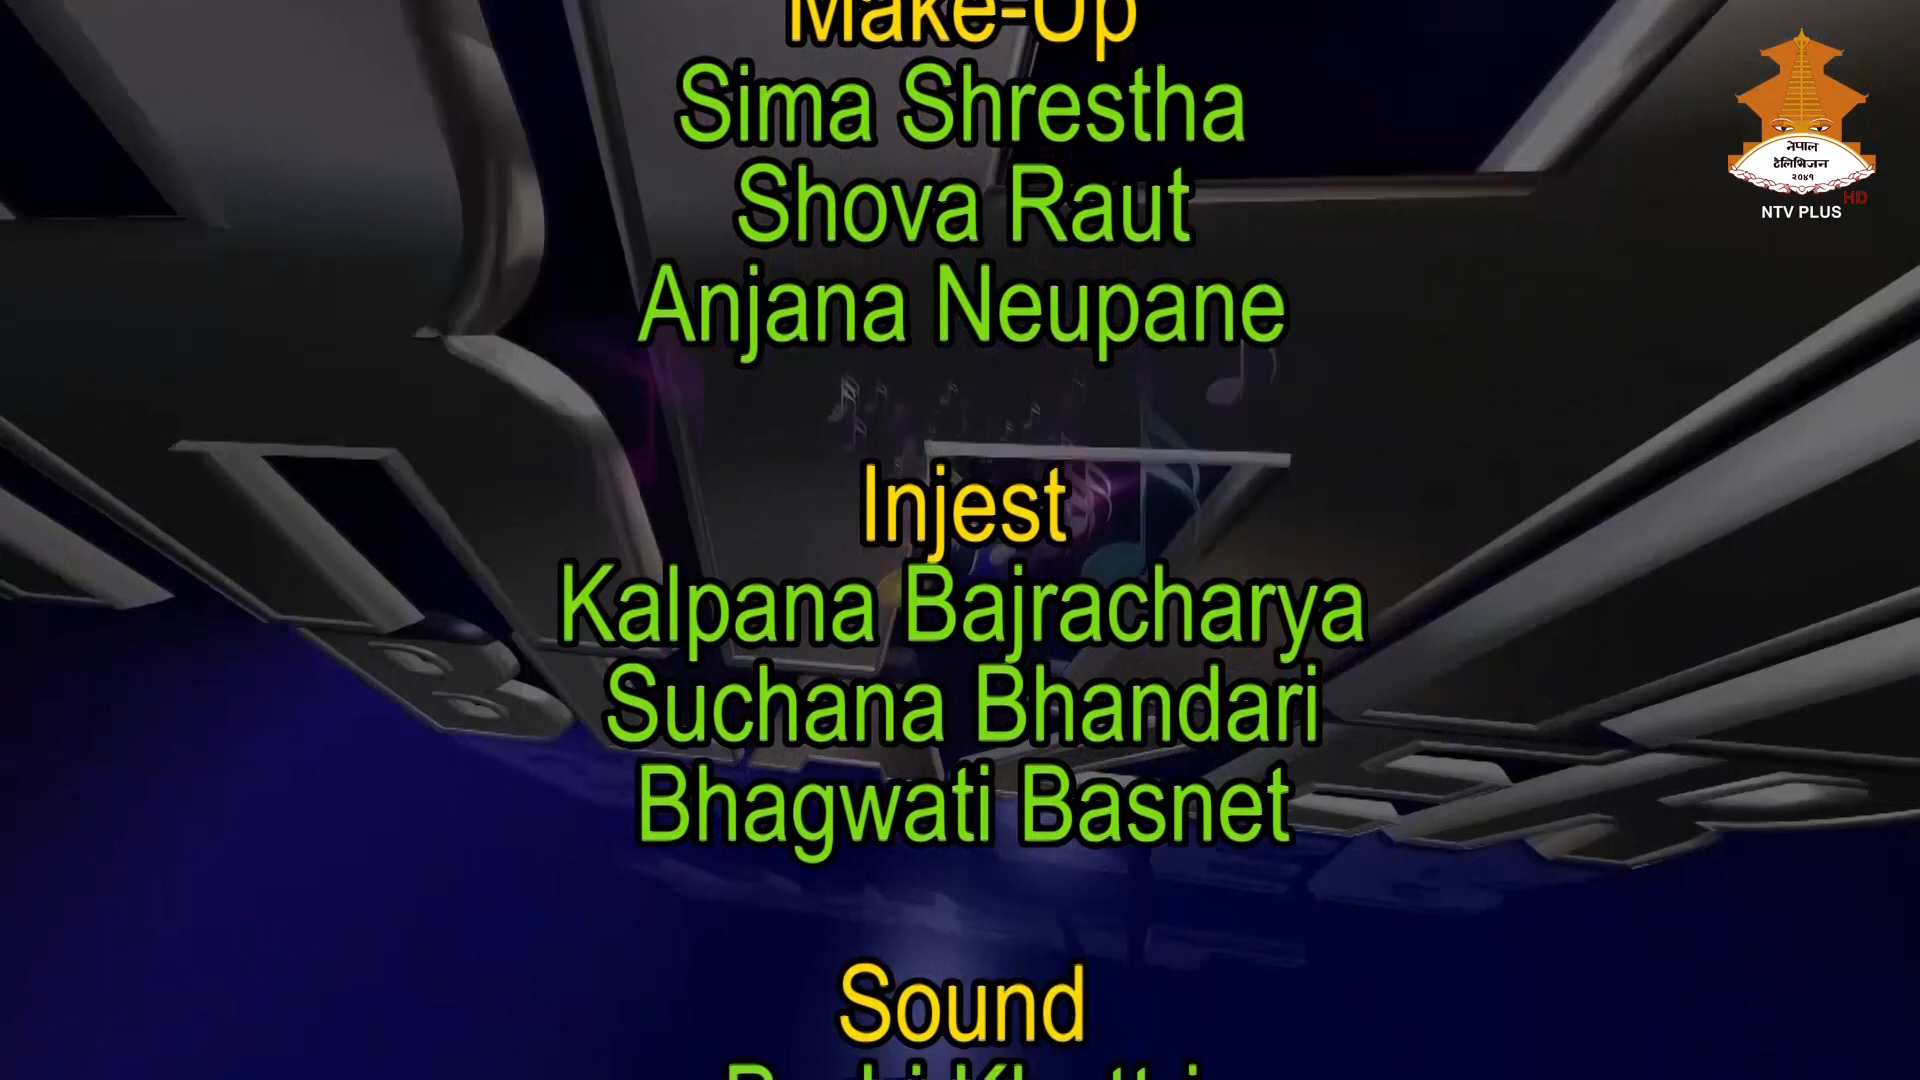 Make-Up
Sima Shrestha
Shova Raut
Anjana Neupane
Injest
Kalpana Bajracharya
Suchana Bhandari
Bhagwati Basnet
Sound
नेपाल
टेलिभिजन
२०४१
HD
NTV PLUS